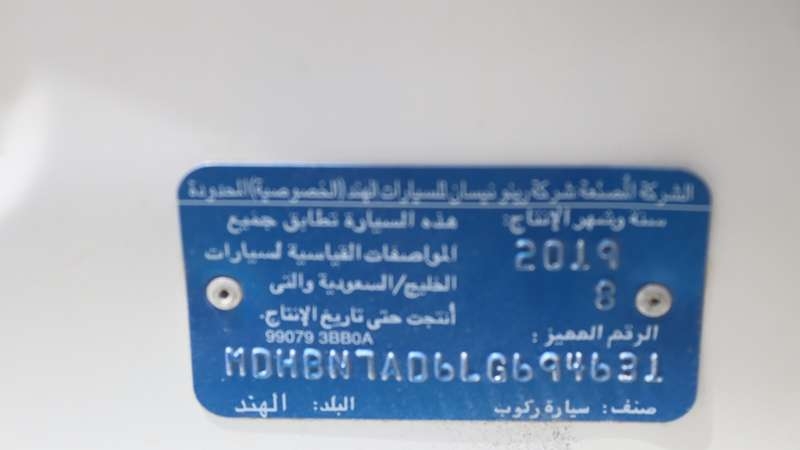 الشركة المصنعة شركة رينو نيسان للسيارات الهند (الخصوصية) المحدودة
سنة وشهر الإنتاج:
2019
8
هذه السيارة تطابق جميع
المواصفات القياسية لسيارات
الخليج/السعودية والتى
أنتجت حتى تاريخ الإنتاج.
99079 3BB0A
الرقم المميز :
MDHBN7AD6LG694631
صنف: سيارة ركوب
البلد: الهند